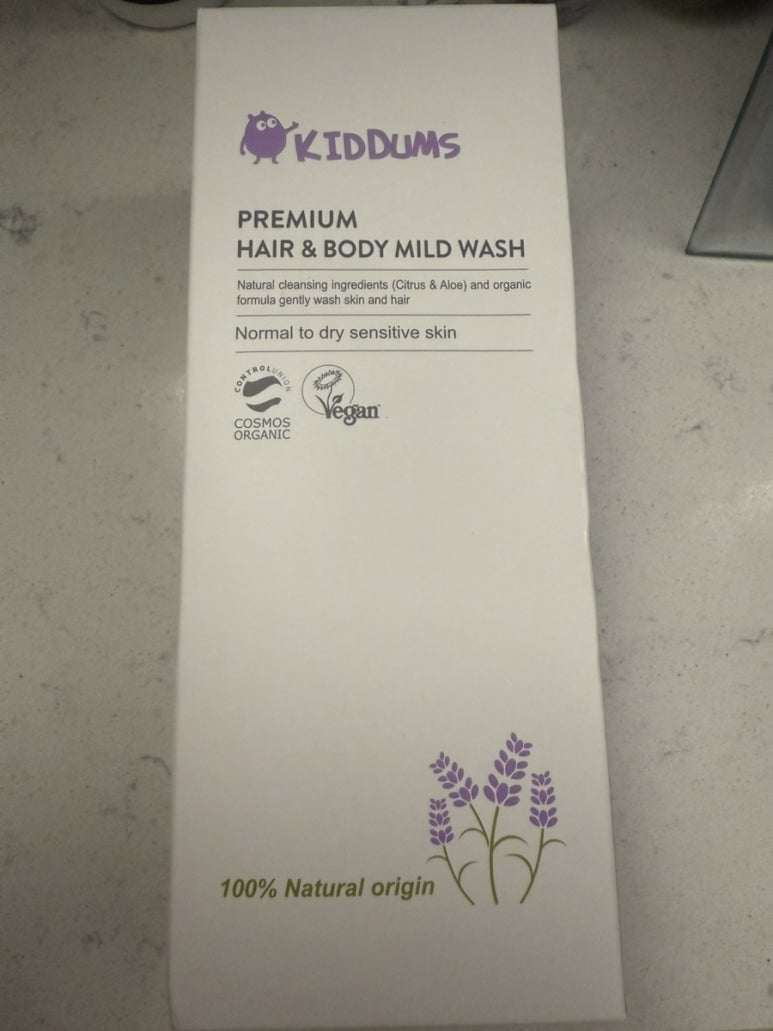 KIDDUMS
PREMIUM
HAIR & BODY MILD WASH
Natural cleansing ingredients (Citrus & Aloe) and organic
formula gently wash skin and hair
Normal to dry sensitive skin
CONTROLUNION
COSMOS
ORGANIC
Vegan™
100% Natural origin